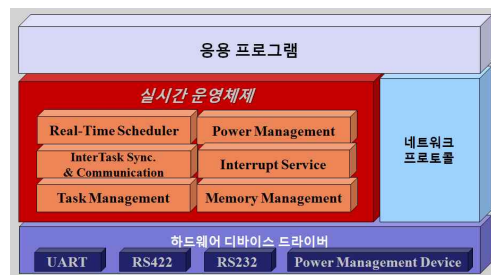 응용 프로그램
실시간 운영체제
Real-Time Scheduler
Power Management
InterTask Sync.
& Communication
Interrupt Service
Task Management
Memory Management
네트워크
프로토콜
하드웨어 디바이스 드라이버
UART
RS422
RS232
Power Management Device